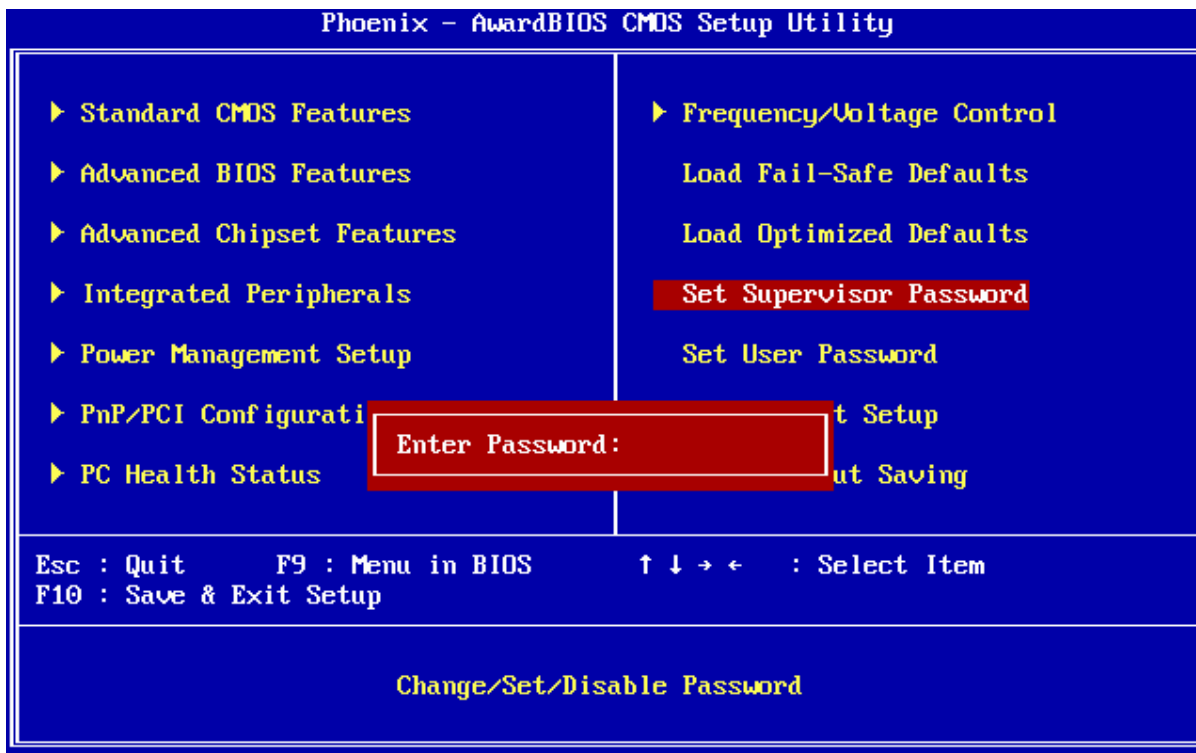 Phoenix - AwardBIOS CMOS Setup Utility
Standard CMOS Features
Advanced BIOS Features
Advanced Chipset Features
Integrated Peripherals
Power Management Setup
PnP/PCI Configurati
PC Health Status
Frequency/Voltage Control
Load Fail-Safe Defaults
Load Optimized Defaults
Set Supervisor Password
Set User Password
t Setup
ut Saving
Enter Password:
Esc : Quit F9 : Menu in BIOS ↑ ↓ → ← : Select Item
F10 : Save & Exit Setup
Change/Set/Disable Password